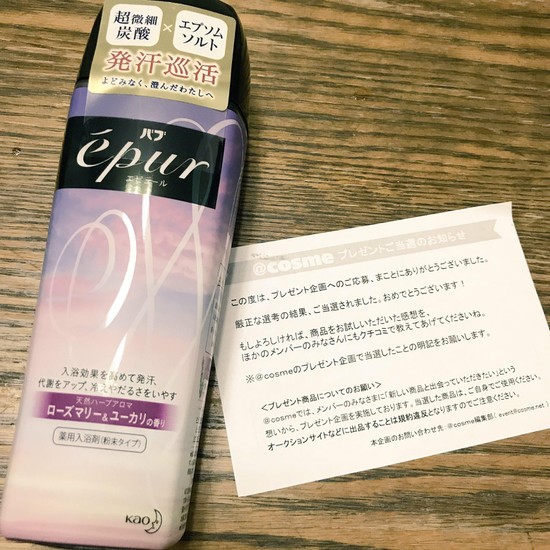 超微細
炭酸
×
エプソム
ソルト
発汗巡活
よどみなく、澄んだわたしへ
バブ
épur
エピュール
入浴効果を高めて発汗、
代謝をアップ、冷えやだるさをいやす
天然ハーブアロマ
ローズマリー&ユーカリの香り
薬用入浴剤(粉末タイプ)
Kao
@cosme プレゼントご当選のお知らせ
この度は、プレゼント企画へのご応募、まことにありがとうございました。
厳正な選考の結果、ご当選されました。おめでとうございます!
もしよろしければ、商品をお試しいただいた感想を、
ほかのメンバーのみなさんにもクチコミで教えてあげてくださいね。
※@cosmeのプレゼント企画で当選したことの明記をお願いします。
<プレゼント商品についてのお願い>
@cosmeでは、メンバーのみなさまに「新しい商品と出会っていただきたい」という
想いから、プレゼント企画を実施しております。当選した商品は、ご自身でご使用ください。
オークションサイトなどに出品することは規約違反となりますのでご注意ください。
本企画のお問い合わせ先:@cosme編集部( event@cosme.net )